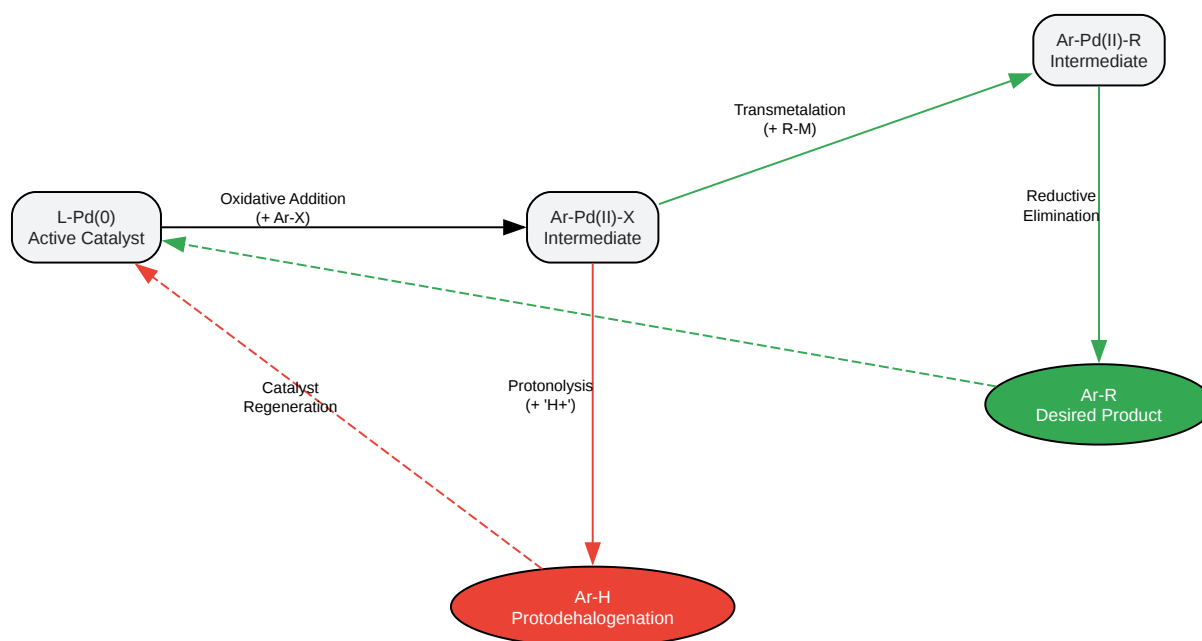 Ar-Pd(II)-R
Intermediate
Transmetalation
(+ R-M)
Oxidative Addition
(+ Ar-X)
L-Pd(0)
Active Catalyst
Ar-Pd(II)-X
Intermediate
Reductive
Elimination
Catalyst
Regeneration
Protonolysis
(+ 'H+')
Ar-R
Desired Product
Ar-H
Protodehalogenation